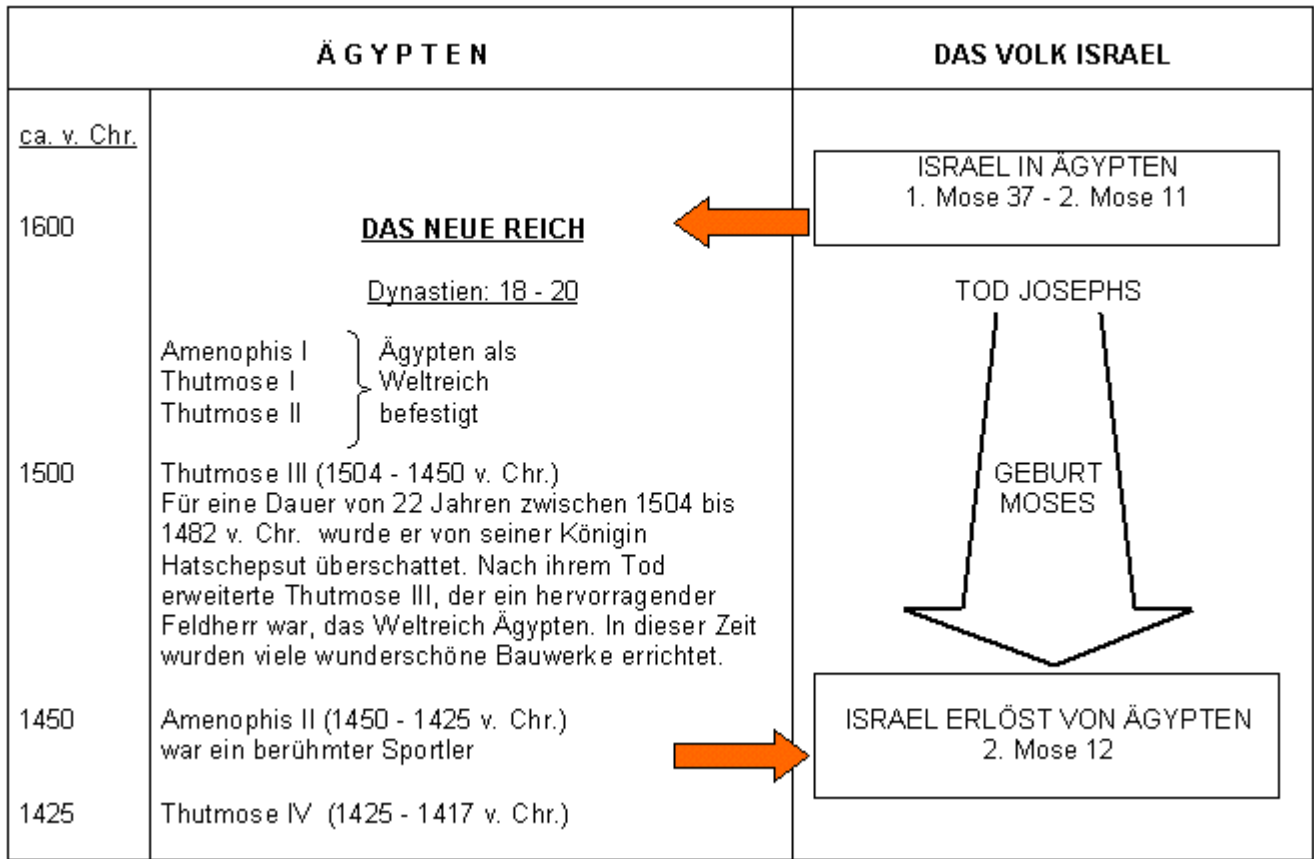 ÄGYPTEN
DAS VOLK ISRAEL
ca. v. Chr.
1600
DAS NEUE REICH
Dynastien: 18 - 20
Amenophis I
Thutmose I
Thutmose II
Ägypten als
Weltreich
befestigt
1500
Thutmose III (1504 - 1450 v. Chr.)
Für eine Dauer von 22 Jahren zwischen 1504 bis
1482 v. Chr. wurde er von seiner Königin
Hatschepsut überschattet. Nach ihrem Tod
erweiterte Thutmose III, der ein hervorragender
Feldherr war, das Weltreich Ägypten. In dieser Zeit
wurden viele wunderschöne Bauwerke errichtet.
1450
Amenophis II (1450 - 1425 v. Chr.)
war ein berühmter Sportler
1425
Thutmose IV (1425 - 1417 v. Chr.)
ISRAEL IN ÄGYPTEN
1. Mose 37 - 2. Mose 11
TOD JOSEPHS
GEBURT
MOSES
ISRAEL ERLÖST VON ÄGYPTEN
2. Mose 12